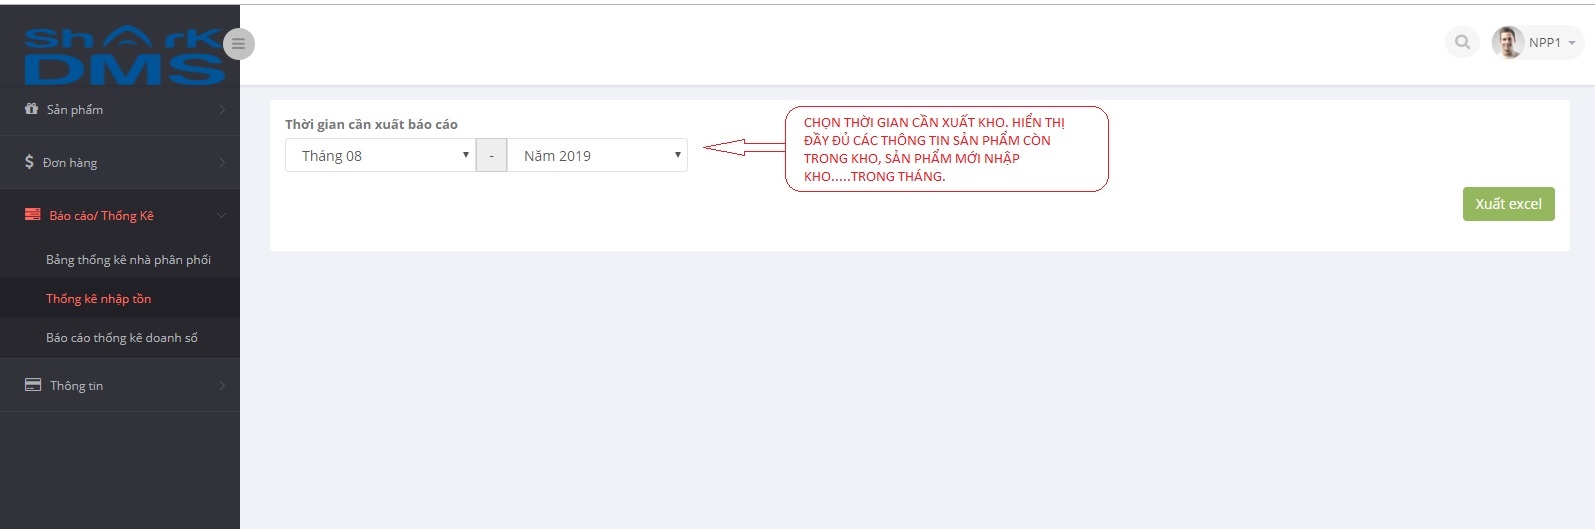 Shark
DMS
NPP1
Sản phẩm
Đơn hàng
Báo cáo/ Thống Kê
Bảng thống kê nhà phân phối
Thống kê nhập tồn
Báo cáo thống kê doanh số
Thông tin
Thời gian cần xuất báo cáo
Tháng 08 - Năm 2019
CHỌN THỜI GIAN CẦN XUẤT KHO. HIỂN THỊ
ĐẦY ĐỦ CÁC THÔNG TIN SẢN PHẨM CÒN
TRONG KHO, SẢN PHẨM MỚI NHẬP
KHO.....TRONG THÁNG.
Xuất excel